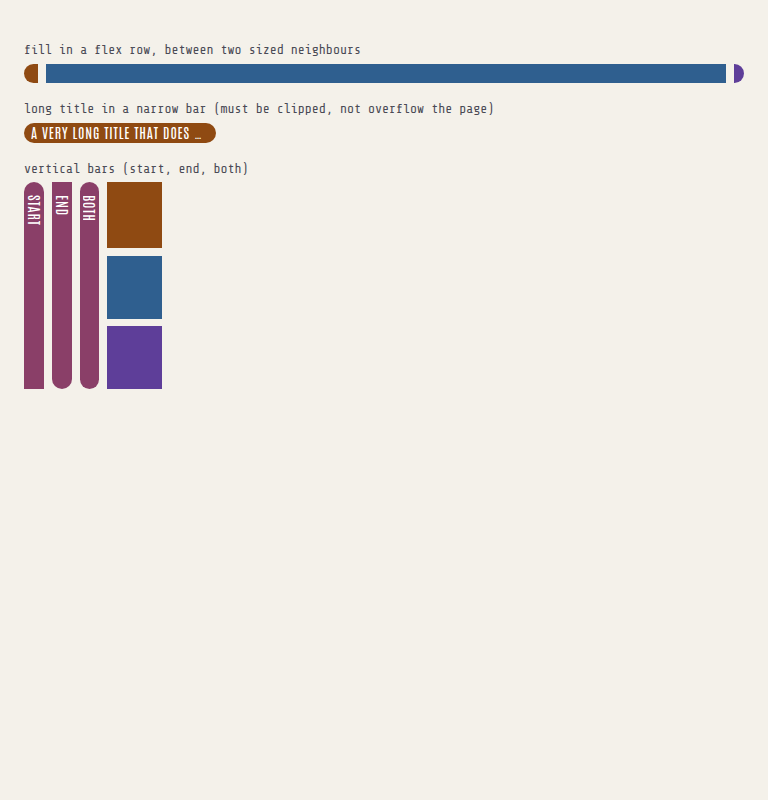 fill in a flex row, between two sized neighbours
long title in a narrow bar (must be clipped, not overflow the page)
A VERY LONG TITLE THAT DOES …
vertical bars (start, end, both)
START
END
BOTH